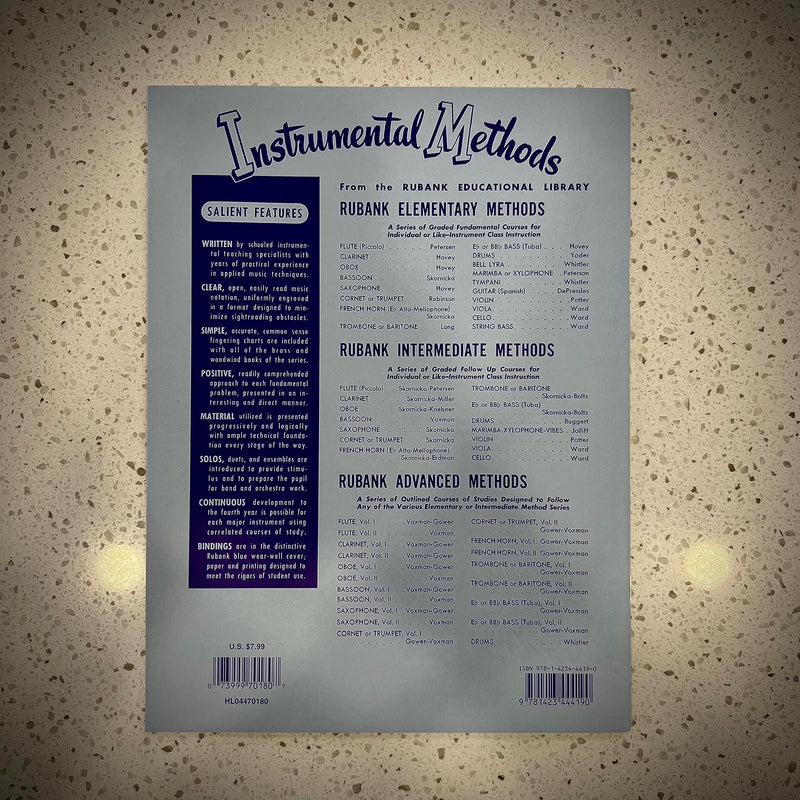 Instrumental Methods
From the RUBANK EDUCATIONAL LIBRARY
SALIENT FEATURES
WRITTEN by schooled instrumen-
tal teaching specialists with
years of practical experience
in applied music techniques.
CLEAR, open, easily read music
notation, uniformly engraved
in a format designed to min-
imize sightreading obstacles.
SIMPLE, accurate, common sense
fingering charts are included
with all of the brass and
woodwind books of the series.
POSITIVE, readily comprehended
approach to each fundamental
problem, presented in an in-
teresting and direct manner.
MATERIAL utilized is presented
progressively and logically
with ample technical founda-
tion every stage of the way.
SOLOS, duets, and ensembles are
introduced to provide stimu-
lus and to prepare the pupil
for band and orchestra work.
CONTINUOUS development to
the fourth year is possible for
each major instrument using
correlated courses of study.
BINDINGS are in the distinctive
Rubank blue wear-well cover;
paper and printing designed to
meet the rigors of student use.
RUBANK ELEMENTARY METHODS
A Series of Graded Fundamental Courses for
Individual or Like-Instrument Class Instruction
FLUTE (Piccolo) . . . . . . . Petersen
CLARINET . . . . . . . Hovey
OBOE . . . . . . . Hovey
BASSOON . . . . . . . Skornicka
SAXOPHONE . . . . . . . Hovey
CORNET or TRUMPET . . . . Robinson
FRENCH HORN (E♭ Alto-Mellophone)
Skornicka
TROMBONE or BARITONE . . . Long
E♭ or BB♭ BASS (Tuba) . . . . Hovey
DRUMS . . . . . . . Yoder
BELL LYRA . . . . . . . Whistler
MARIMBA or XYLOPHONE . Peterson
TYMPANI . . . . . . . Whistler
GUITAR (Spanish) . . . . . DePressles
VIOLIN . . . . . . . Potter
VIOLA . . . . . . . Ward
CELLO . . . . . . . Ward
STRING BASS . . . . . . . Ward
RUBANK INTERMEDIATE METHODS
A Series of Graded Follow Up Courses for
Individual or Like-Instrument Class Instruction
FLUTE (Piccolo) . . Skornicka-Petersen
CLARINET . . . Skornicka-Miller
OBOE . . . Skornicka-Koebner
BASSOON . . . . . . . Voxman
SAXOPHONE . . . . . . . Skornicka
CORNET or TRUMPET . . . Skornicka
FRENCH HORN (E♭ Alto-Mellophone)
Skornicka-Erdman
TROMBONE or BARITONE
Skornicka-Boltz
E♭ or BB♭ BASS (Tuba)
Skornicka-Boltz
DRUMS . . . . . . . Buggert
MARIMBA-XYLOPHONE-VIBES . Jolliff
VIOLIN . . . . . . . Potter
VIOLA . . . . . . . Ward
CELLO . . . . . . . Ward
RUBANK ADVANCED METHODS
A Series of Outlined Courses of Studies Designed to Follow
Any of the Various Elementary or Intermediate Method Series
FLUTE, Vol. I . . . Voxman-Gower
FLUTE, Vol. II . . . . . Voxman
CLARINET, Vol. I . . Voxman-Gower
CLARINET, Vol. II . . . Voxman-Gower
OBOE, Vol. I . . . Voxman-Gower
OBOE, Vol. II . . . . . Voxman
BASSOON, Vol. I . . Voxman-Gower
BASSOON, Vol. II . . . . Voxman
SAXOPHONE, Vol. I . Voxman-Gower
SAXOPHONE, Vol. II . . . Voxman
CORNET or TRUMPET, Vol. I
. . . . . . . Gower-Voxman
CORNET or TRUMPET, Vol. II
Gower-Voxman
FRENCH HORN, Vol. I . Gower-Voxman
FRENCH HORN, Vol. II . Gower-Voxman
TROMBONE or BARITONE, Vol. I
. . . . . . . Gower-Voxman
TROMBONE or BARITONE, Vol. II
. . . . . . . Gower-Voxman
E♭ or BB♭ BASS (Tuba), Vol. I
. . . . . . . Gower-Voxman
E♭ or BB♭ BASS (Tuba), Vol. II
. . . . . . . Gower-Voxman
DRUMS . . . . . . . Whistler
U.S. $7.99
0 73999 70180 7
HL04470180
ISBN 978-1-4234-4419-0
9 781423 444190